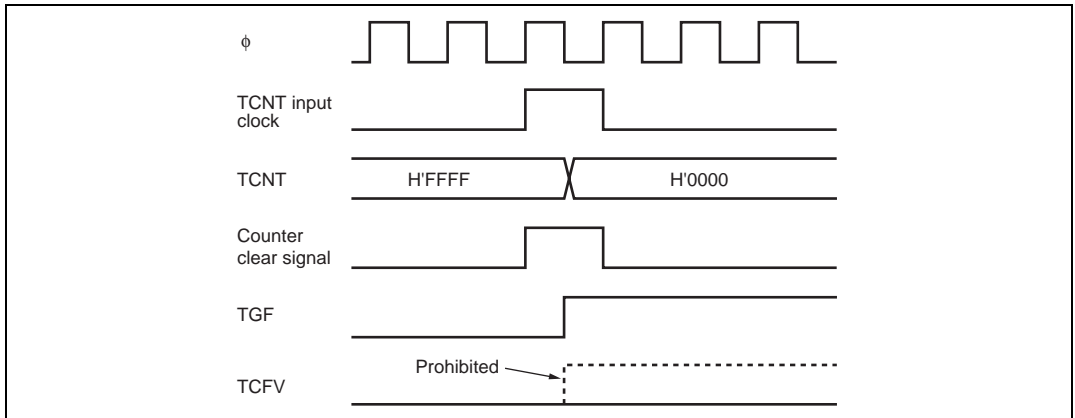 ϕ
TCNT input
clock
TCNT
H'FFFF
H'0000
Counter
clear signal
TGF
Prohibited
TCFV